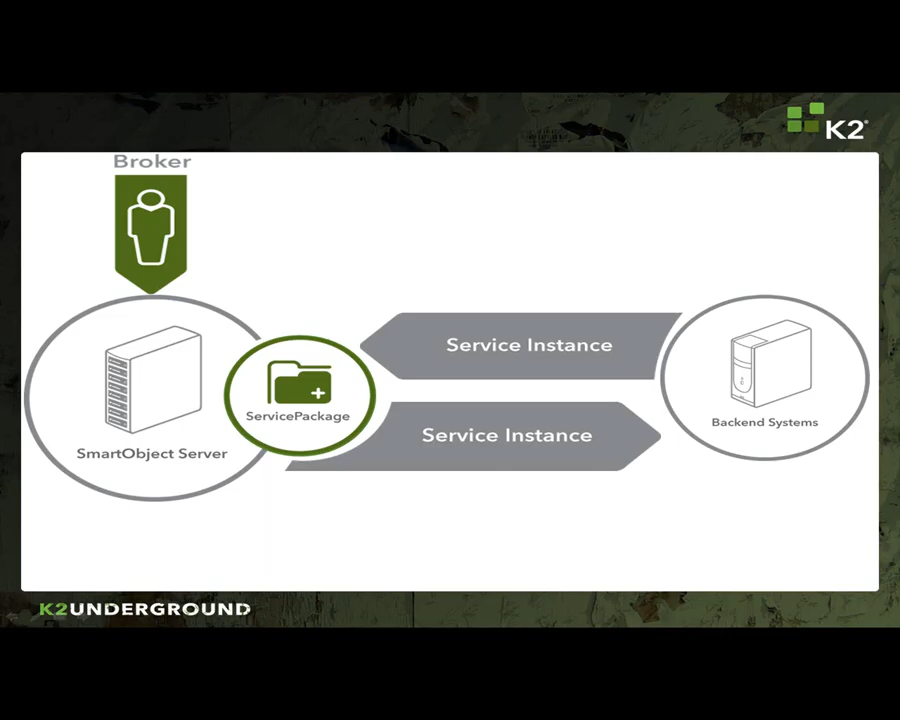 K2
Broker
Service Instance
ServicePackage
Backend Systems
Service Instance
SmartObject Server
K2UNDERGROUND